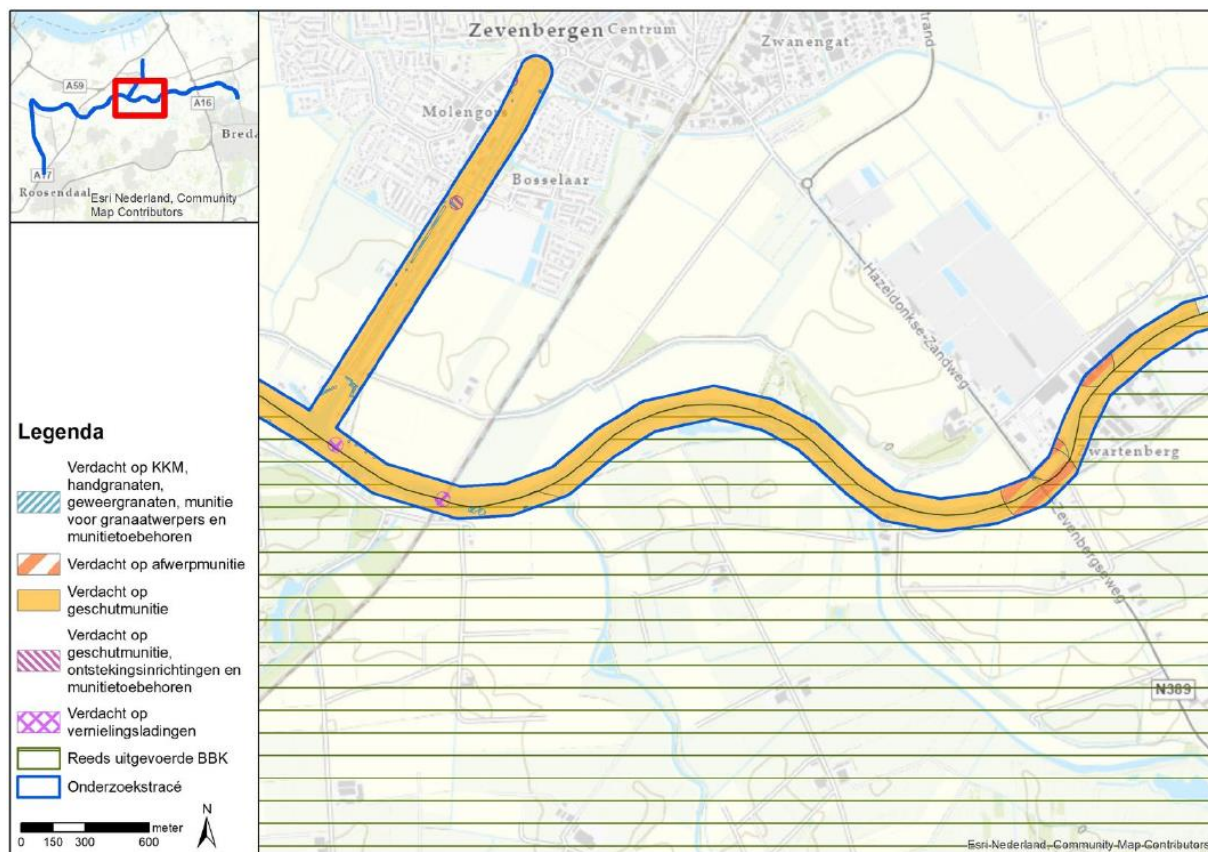 A59
A16
Breda
A17
Roosendaal
Esri Nederland, Community
Map Contributors
Legenda
Verdacht op KKM,
handgranaten,
geweergranaten, munitie
voor granaatwerpers en
munitietoebehoren
Verdacht op afwerpmunitie
Verdacht op
geschutmunitie
Verdacht op
geschutmunitie,
ontstekingsinrichtingen en
munitietoebehoren
Verdacht op
vernielingsladingen
Reeds uitgevoerde BBK
Onderzoekstracé
N
meter
0 150 300 600
Zevenbergen
Centrum
Zwanengat
strand
Bosselaar
Hazeldonkse-Zandweg
Zwartenberg
Zevenbergseweg
N389
Esri Nederland, Community Map Contributors